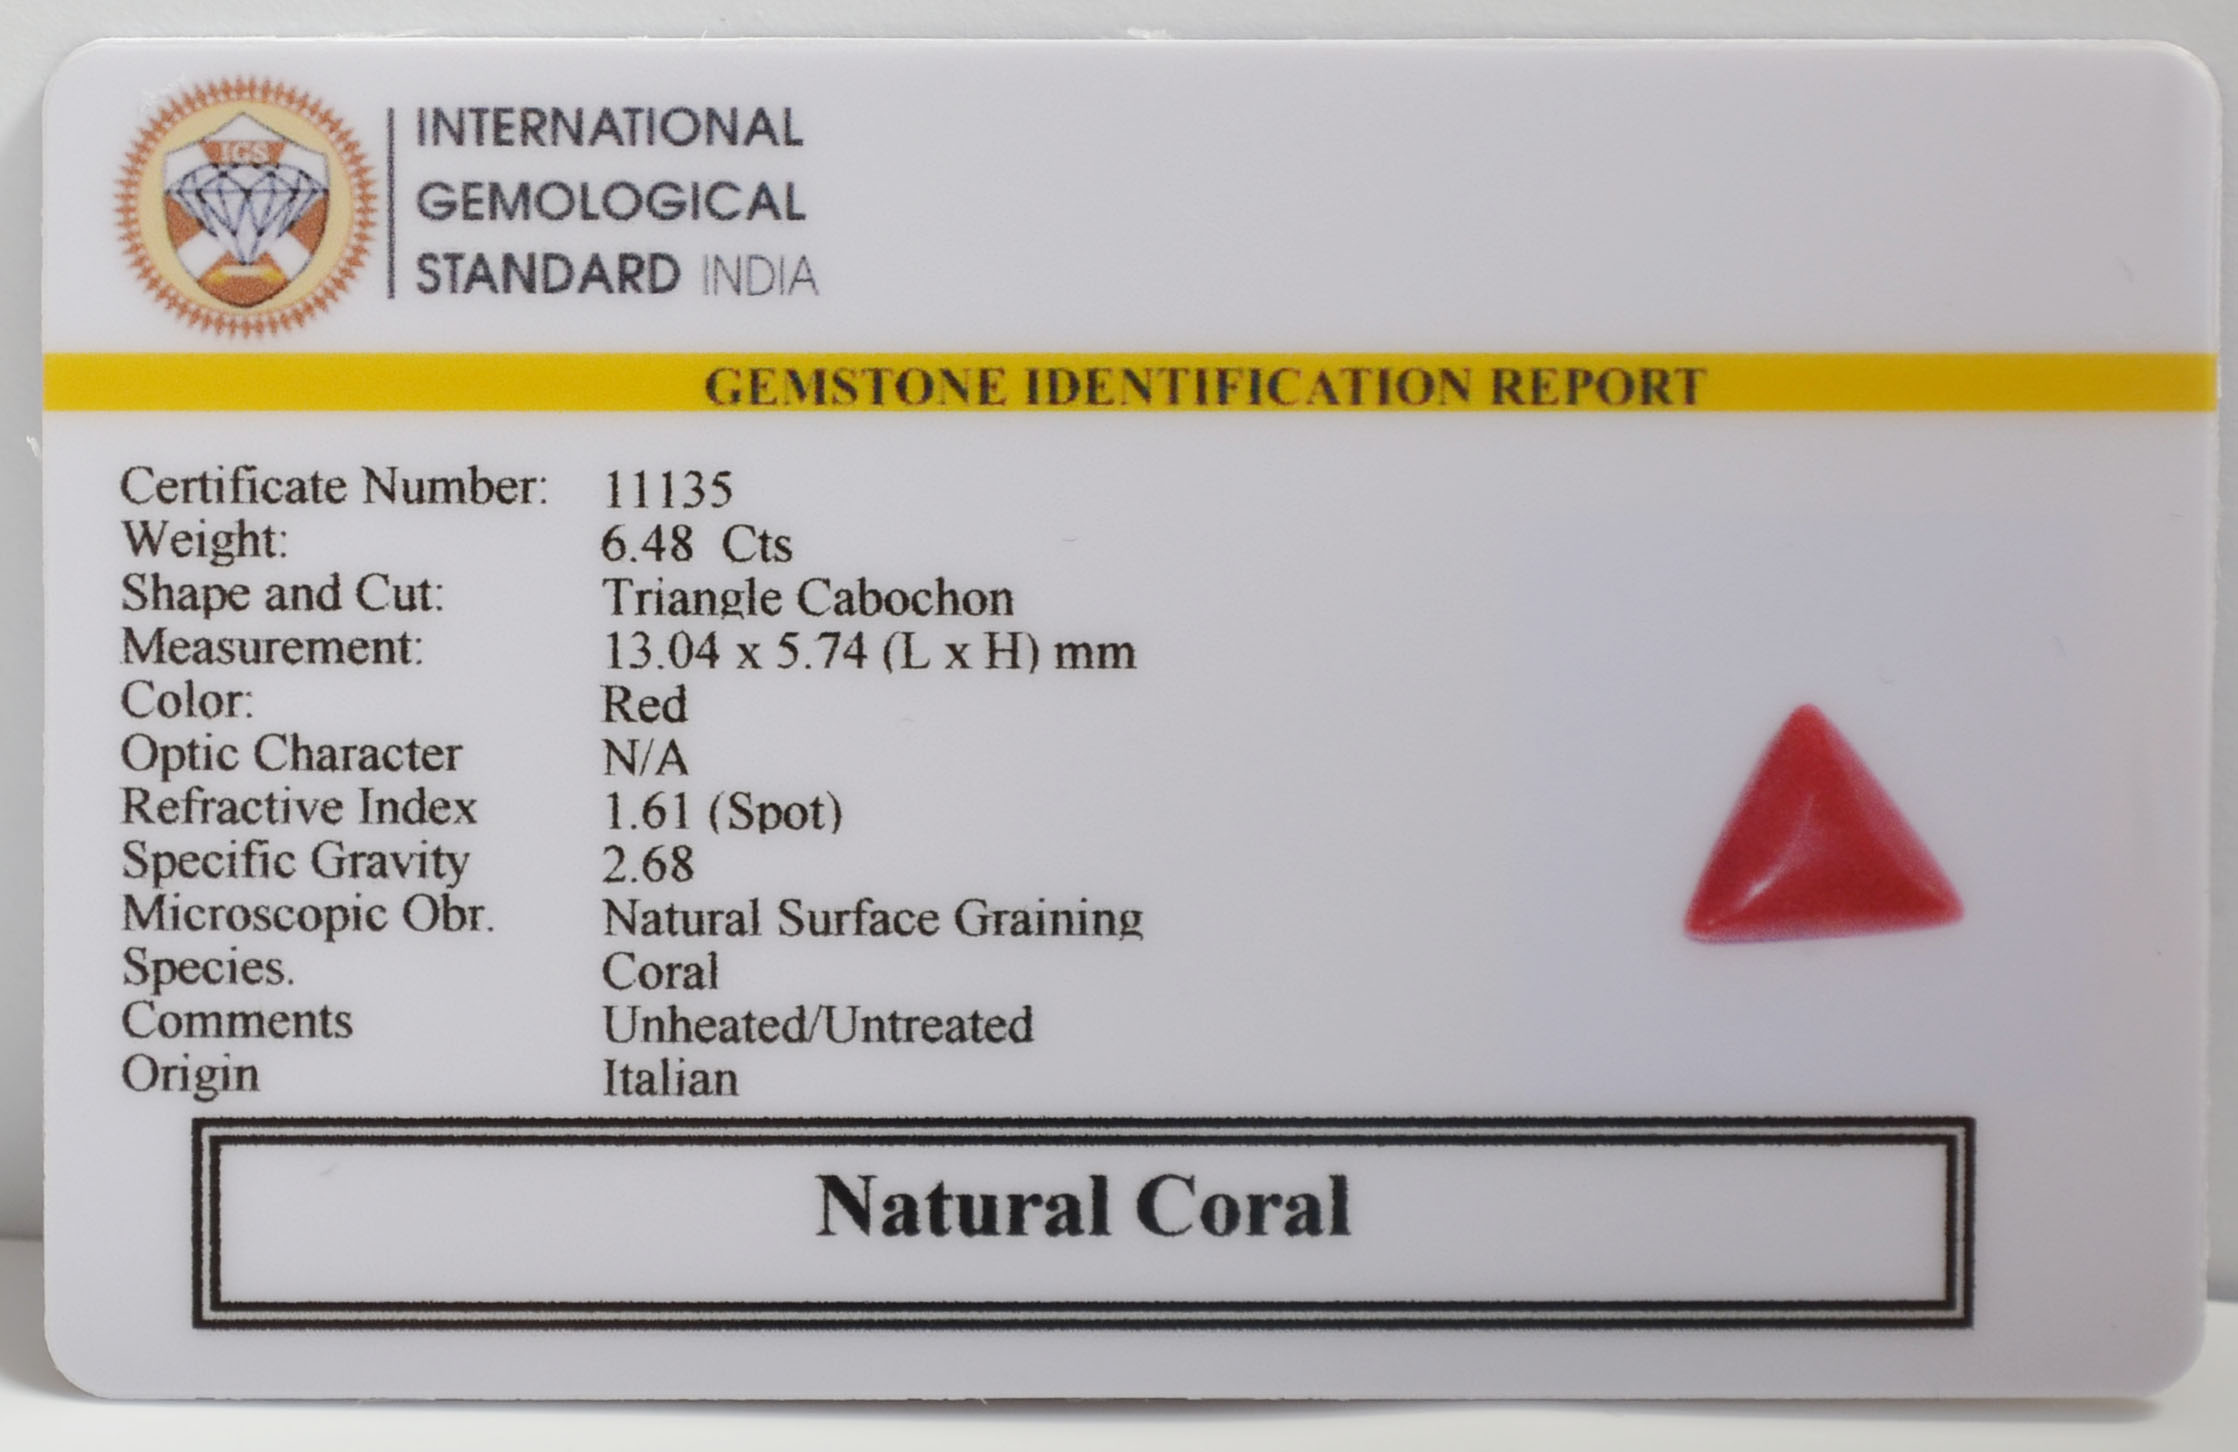 IGS
INTERNATIONAL
GEMOLOGICAL
STANDARD INDIA
GEMSTONE IDENTIFICATION REPORT
Certificate Number: 11135
Weight: 6.48 Cts
Shape and Cut: Triangle Cabochon
Measurement: 13.04 x 5.74 (L x H) mm
Color: Red
Optic Character N/A
Refractive Index 1.61 (Spot)
Specific Gravity 2.68
Microscopic Obr. Natural Surface Graining
Species. Coral
Comments Unheated/Untreated
Origin Italian
Natural Coral